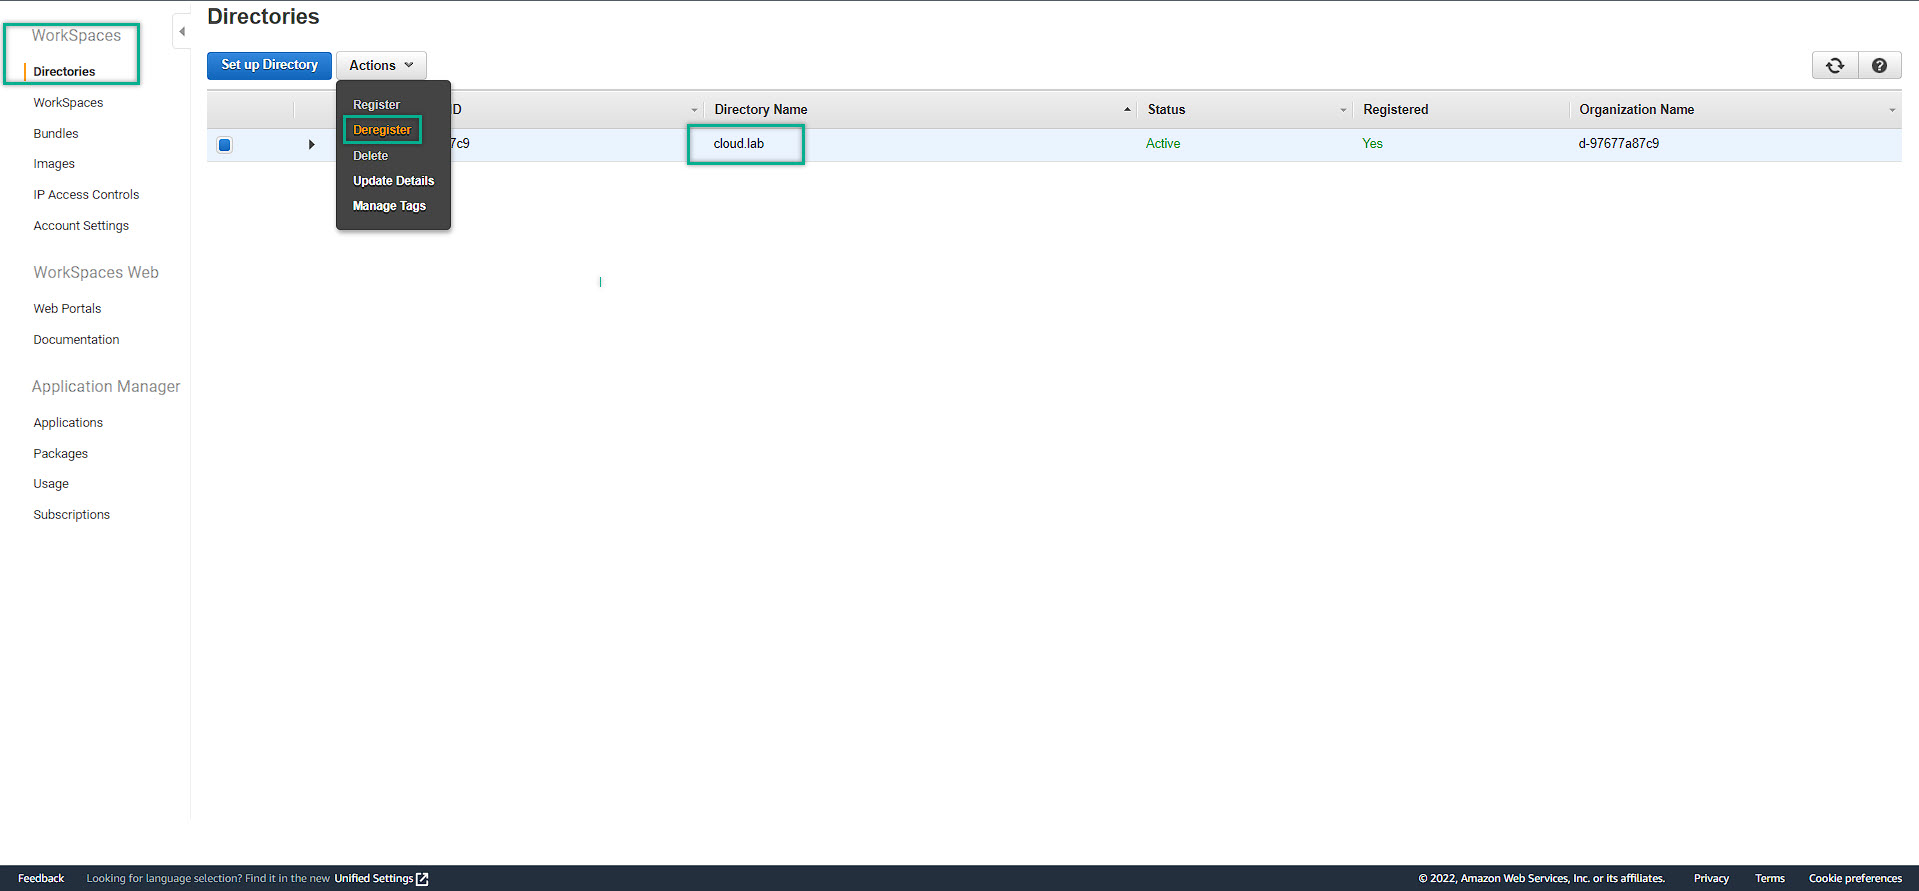 Directories
WorkSpaces
Directories
WorkSpaces
Bundles
Images
IP Access Controls
Account Settings
WorkSpaces Web
Web Portals
Documentation
Application Manager
Applications
Packages
Usage
Subscriptions
Set up Directory Actions
Register
Deregister
Delete
Update Details
Manage Tags
ID Directory Name Status Registered Organization Name
7c9 cloud.lab Active Yes d-97677a87c9
Feedback Looking for language selection? Find it in the new Unified Settings © 2022, Amazon Web Services, Inc. or its affiliates. Privacy Terms Cookie preferences